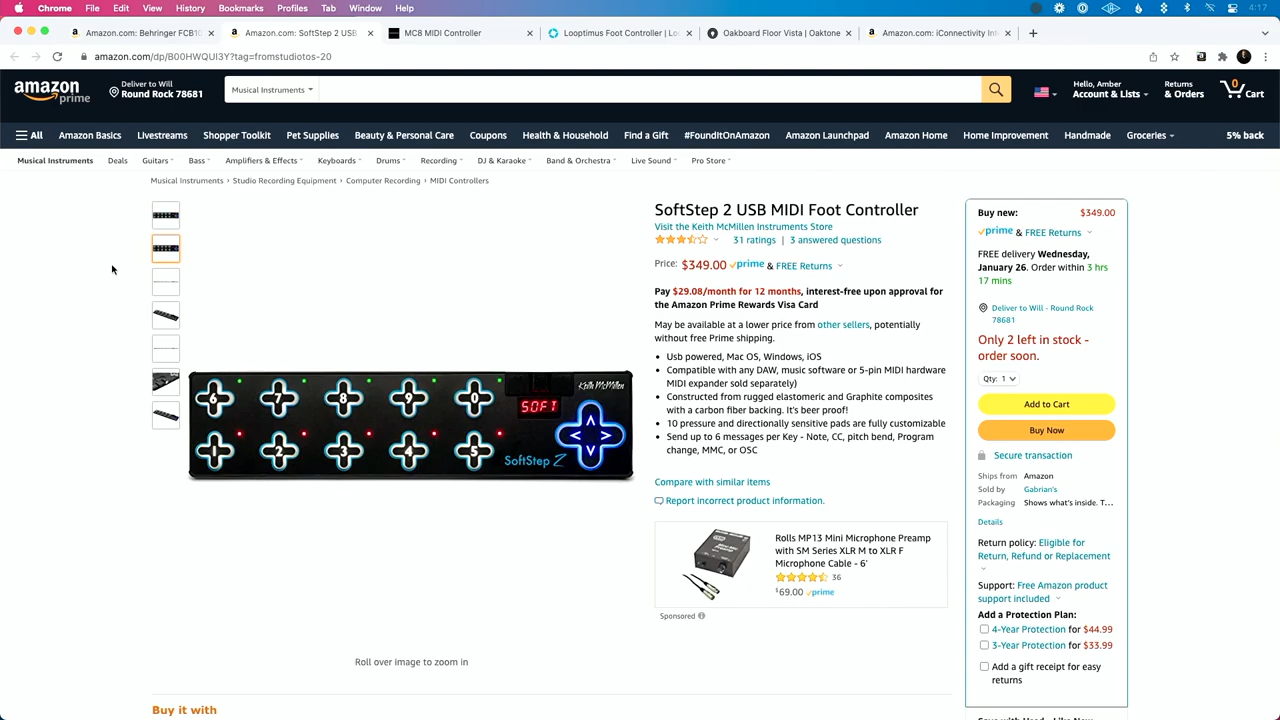 Chrome File Edit View History Bookmarks Profiles Tab Window Help 4:17
Amazon.com: Behringer FCB10 Amazon.com: SoftStep 2 USB MC8 MIDI Controller Looptimus Foot Controller | Lo Oakboard Floor Vista | Oaktone Amazon.com: iConnectivity Int
amazon.com/dp/B00HWQUI3Y?tag=fromstudiotos-20
amazon prime
Deliver to Will
Round Rock 78681
Musical Instruments
Hello, Amber
Account & Lists
Returns
& Orders
0
Cart
All Amazon Basics Livestreams Shopper Toolkit Pet Supplies Beauty & Personal Care Coupons Health & Household Find a Gift #FoundItOnAmazon Amazon Launchpad Amazon Home Home Improvement Handmade Groceries 5% back
Musical Instruments Deals Guitars Bass Amplifiers & Effects Keyboards Drums Recording DJ & Karaoke Band & Orchestra Live Sound Pro Store
Musical Instruments › Studio Recording Equipment › Computer Recording › MIDI Controllers
SoftStep 2 USB MIDI Foot Controller
Visit the Keith McMillen Instruments Store
31 ratings | 3 answered questions
Price: $349.00 prime & FREE Returns
Pay $29.08/month for 12 months, interest-free upon approval for
the Amazon Prime Rewards Visa Card
May be available at a lower price from other sellers, potentially
without free Prime shipping.
• Usb powered, Mac OS, Windows, iOS
• Compatible with any DAW, music software or 5-pin MIDI hardware
MIDI expander sold separately)
• Constructed from rugged elastomeric and Graphite composites
with a carbon fiber backing. It's beer proof!
• 10 pressure and directionally sensitive pads are fully customizable
• Send up to 6 messages per Key - Note, CC, pitch bend, Program
change, MMC, or OSC
Compare with similar items
Report incorrect product information.
Rolls MP13 Mini Microphone Preamp
with SM Series XLR M to XLR F
Microphone Cable - 6'
36
$69.00 prime
Sponsored
6 7 8 9 0
Keith McMillen
SOFT
1 2 3 4 5
SoftStep 2
Roll over image to zoom in
Buy it with
Buy new: $349.00
prime & FREE Returns
FREE delivery Wednesday,
January 26. Order within 3 hrs
17 mins
Deliver to Will - Round Rock
78681
Only 2 left in stock -
order soon.
Qty: 1
Add to Cart
Buy Now
Secure transaction
Ships from Amazon
Sold by Gabrian's
Packaging Shows what's inside. T…
Details
Return policy: Eligible for
Return, Refund or Replacement
Support: Free Amazon product
support included
Add a Protection Plan:
4-Year Protection for $44.99
3-Year Protection for $33.99
Add a gift receipt for easy
returns